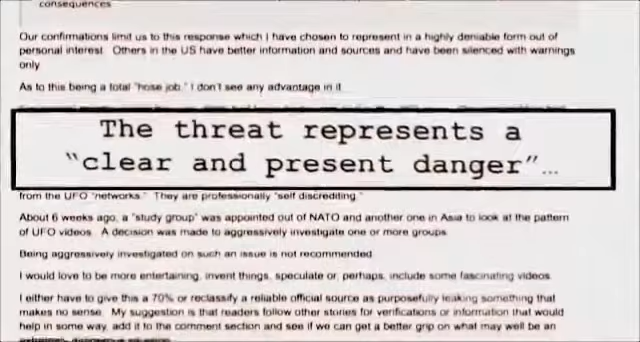 consequences
Our confirmations limit us to this response which I have chosen to represent in a highly deniable form out of
personal interest. Others in the US have better information and sources and have been silenced with warnings
only.
As to this being a total "hose job." I don't see any advantage in it.
The threat represents a
"clear and present danger"...
from the UFO "networks." They are professionally "self discrediting."
About 6 weeks ago, a "study group" was appointed out of NATO and another one in Asia to look at the pattern
of UFO videos. A decision was made to aggressively investigate one or more groups.
Being aggressively investigated on such an issue is not recommended.
I would love to be more entertaining, invent things, speculate or, perhaps, include some fascinating videos.
I either have to give this a 70% or reclassify a reliable official source as purposefully leaking something that
makes no sense. My suggestion is that readers follow other stories for verifications or information that would
help in some way, add it to the comment section and see if we can get a better grip on what may well be an